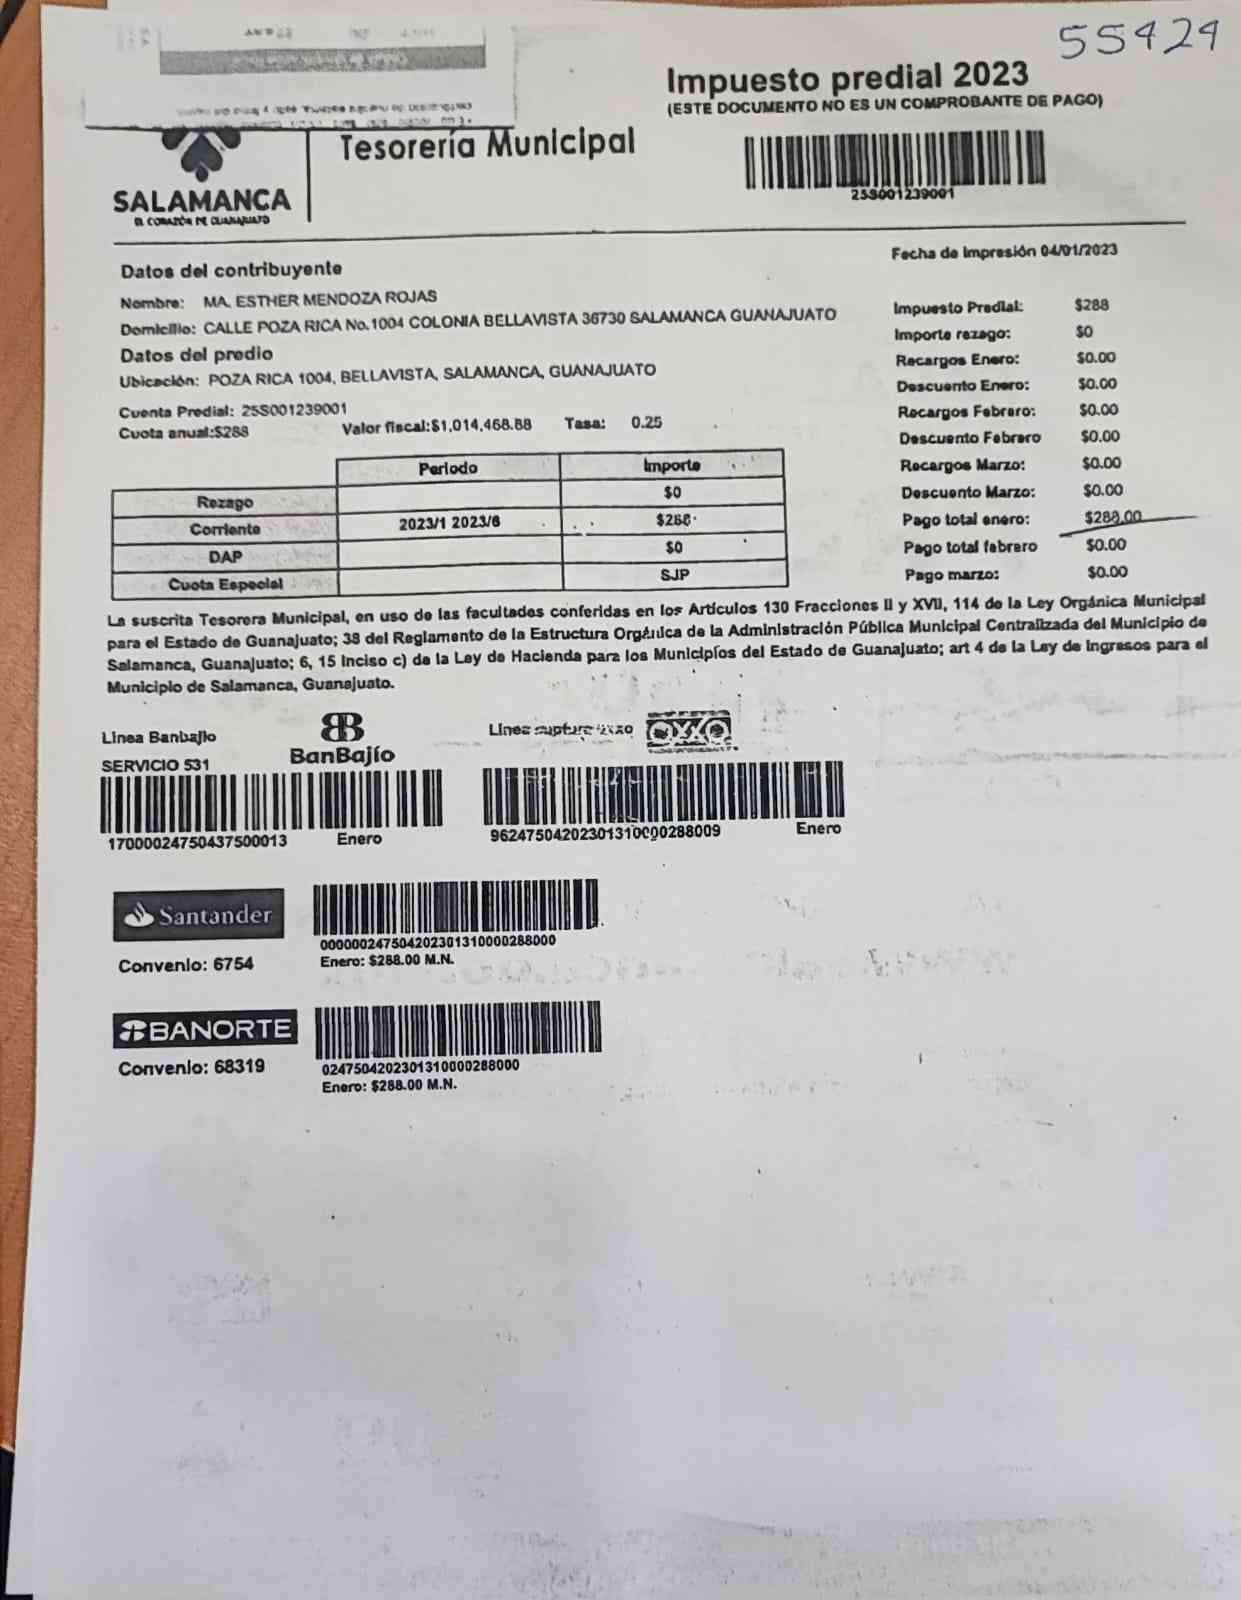 55424
Impuesto predial 2023
(ESTE DOCUMENTO NO ES UN COMPROBANTE DE PAGO)
Tesorería Municipal
25S001239001
SALAMANCA
EL CORAZÓN DE GUANAJUATO
Fecha de impresión 04/01/2023
Datos del contribuyente
Nombre: MA. ESTHER MENDOZA ROJAS
Domicilio: CALLE POZA RICA No.1004 COLONIA BELLAVISTA 36730 SALAMANCA GUANAJUATO
Datos del predio
Ubicación: POZA RICA 1004, BELLAVISTA, SALAMANCA, GUANAJUATO
Cuenta Predial: 25S001239001
Cuota anual:$288 Valor fiscal:$1,014,468.88 Tasa: 0.25
Impuesto Predial: $288
Importe rezago: $0
Recargos Enero: $0.00
Descuento Enero: $0.00
Recargos Febrero: $0.00
Descuento Febrero $0.00
Recargos Marzo: $0.00
Descuento Marzo: $0.00
Pago total enero: $288.00
Pago total febrero $0.00
Pago marzo: $0.00
Periodo Importe
Rezago $0
Corriente 2023/1 2023/6 $288
DAP $0
Cuota Especial SJP
La suscrita Tesorera Municipal, en uso de las facultades conferidas en los Artículos 130 Fracciones II y XVII, 114 de la Ley Orgánica Municipal
para el Estado de Guanajuato; 38 del Reglamento de la Estructura Orgánica de la Administración Pública Municipal Centralizada del Municipio de
Salamanca, Guanajuato; 6, 15 inciso c) de la Ley de Hacienda para los Municipios del Estado de Guanajuato; art 4 de la Ley de ingresos para el
Municipio de Salamanca, Guanajuato.
Linea Banbajio
BanBajío
SERVICIO 531
17000024750437500013 Enero
Linea OXXO
96247504202301310000288009 Enero
Santander
Convenio: 6754
000000247504202301310000288000
Enero: $288.00 M.N.
BANORTE
Convenio: 68319
0247504202301310000288000
Enero: $288.00 M.N.